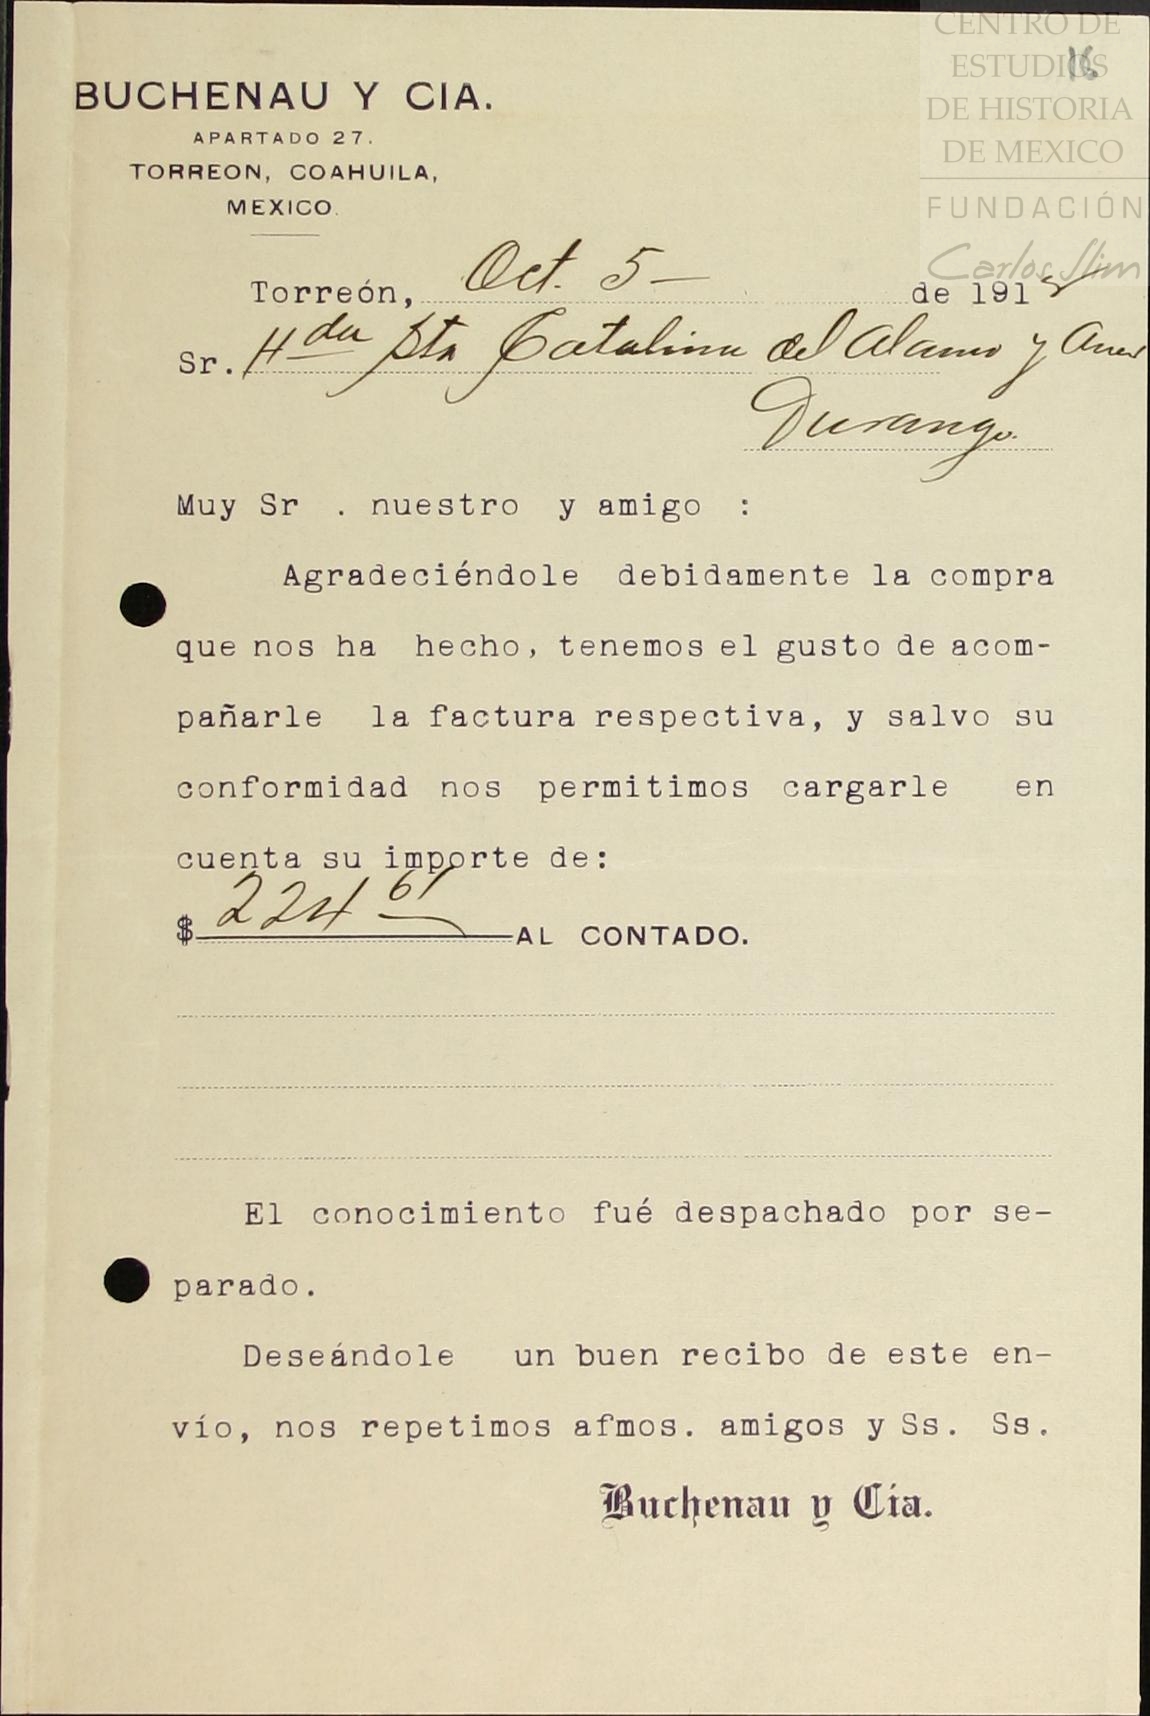 CENTRO DE
ESTUDIOS
DE HISTORIA
DE MEXICO
FUNDACIÓN
Carlos Slim
16
BUCHENAU Y CIA.
APARTADO 27.
TORREON, COAHUILA,
MEXICO.
Torreón, Oct. 5 – de 191
Sr. Hda Sta Catalina del Alamo y Anex
Durango.
Muy Sr . nuestro y amigo :
Agradeciéndole debidamente la compra
que nos ha hecho, tenemos el gusto de acom-
pañarle la factura respectiva, y salvo su
conformidad nos permitimos cargarle en
cuenta su importe de:
$ 224 61 AL CONTADO.
El conocimiento fué despachado por se-
parado.
Deseándole un buen recibo de este en-
vío, nos repetimos afmos. amigos y Ss. Ss.
Buchenau y Cia.